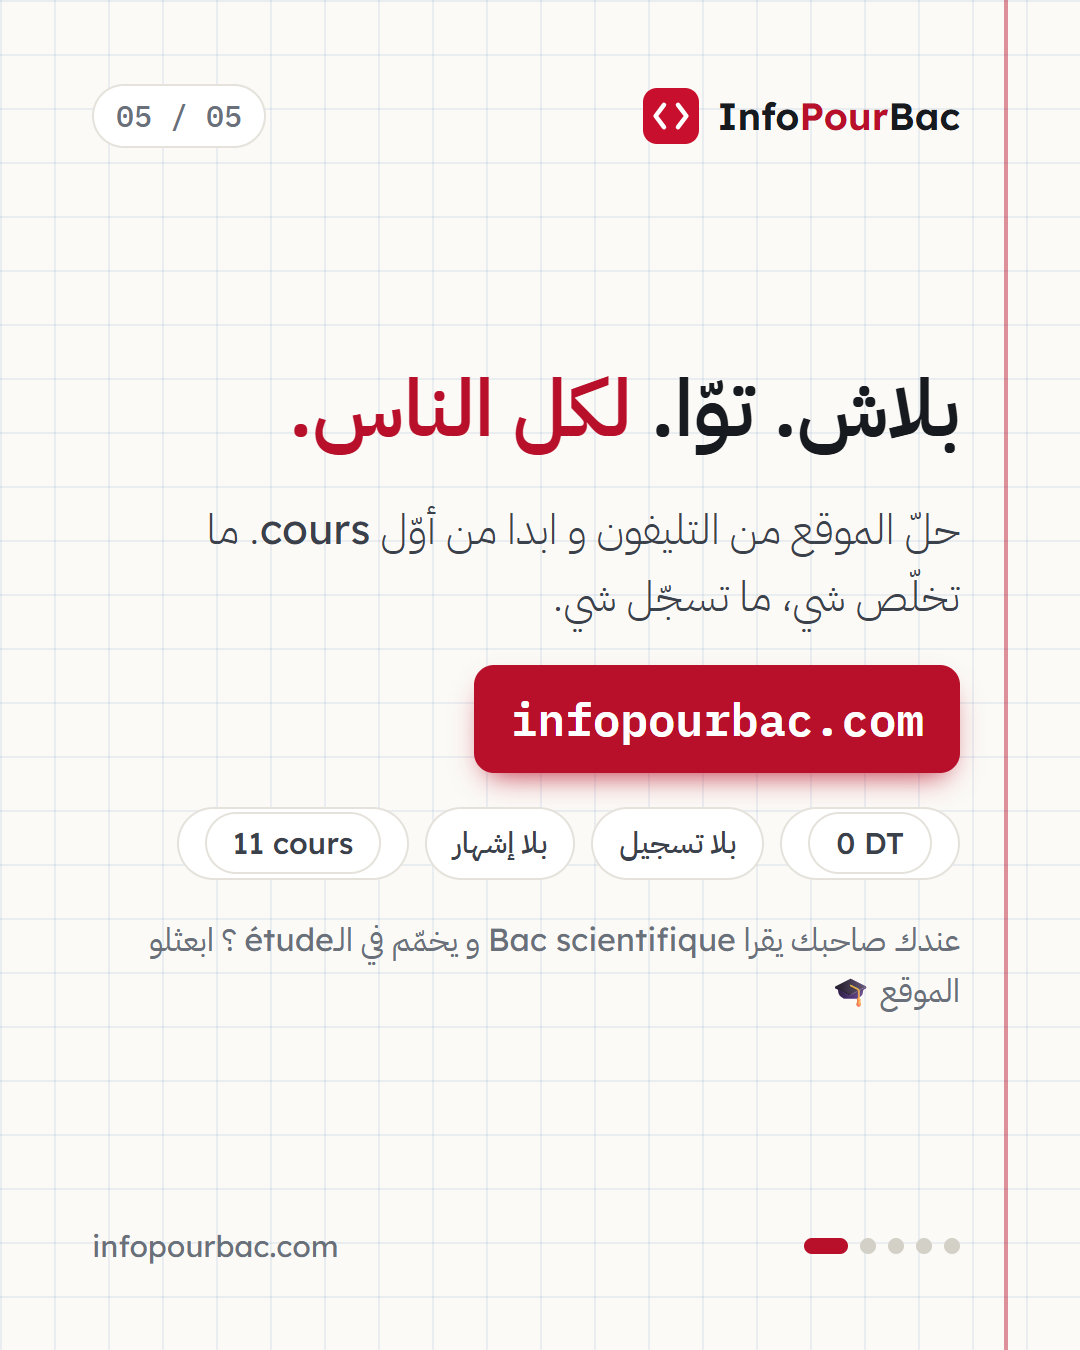 InfoPourBac
05 / 05
بلاش. توّا. لكل الناس.
حلّ الموقع من التليفون و ابدا من أوّل cours. ما
تخلّص شي، ما تسجّل شي.
infopourbac.com
0 DT
بلا تسجيل
بلا إشهار
11 cours
عندك صاحبك يقرا Bac scientifique و يخمّم في الـétude ؟ ابعثلو
الموقع 🎓
infopourbac.com